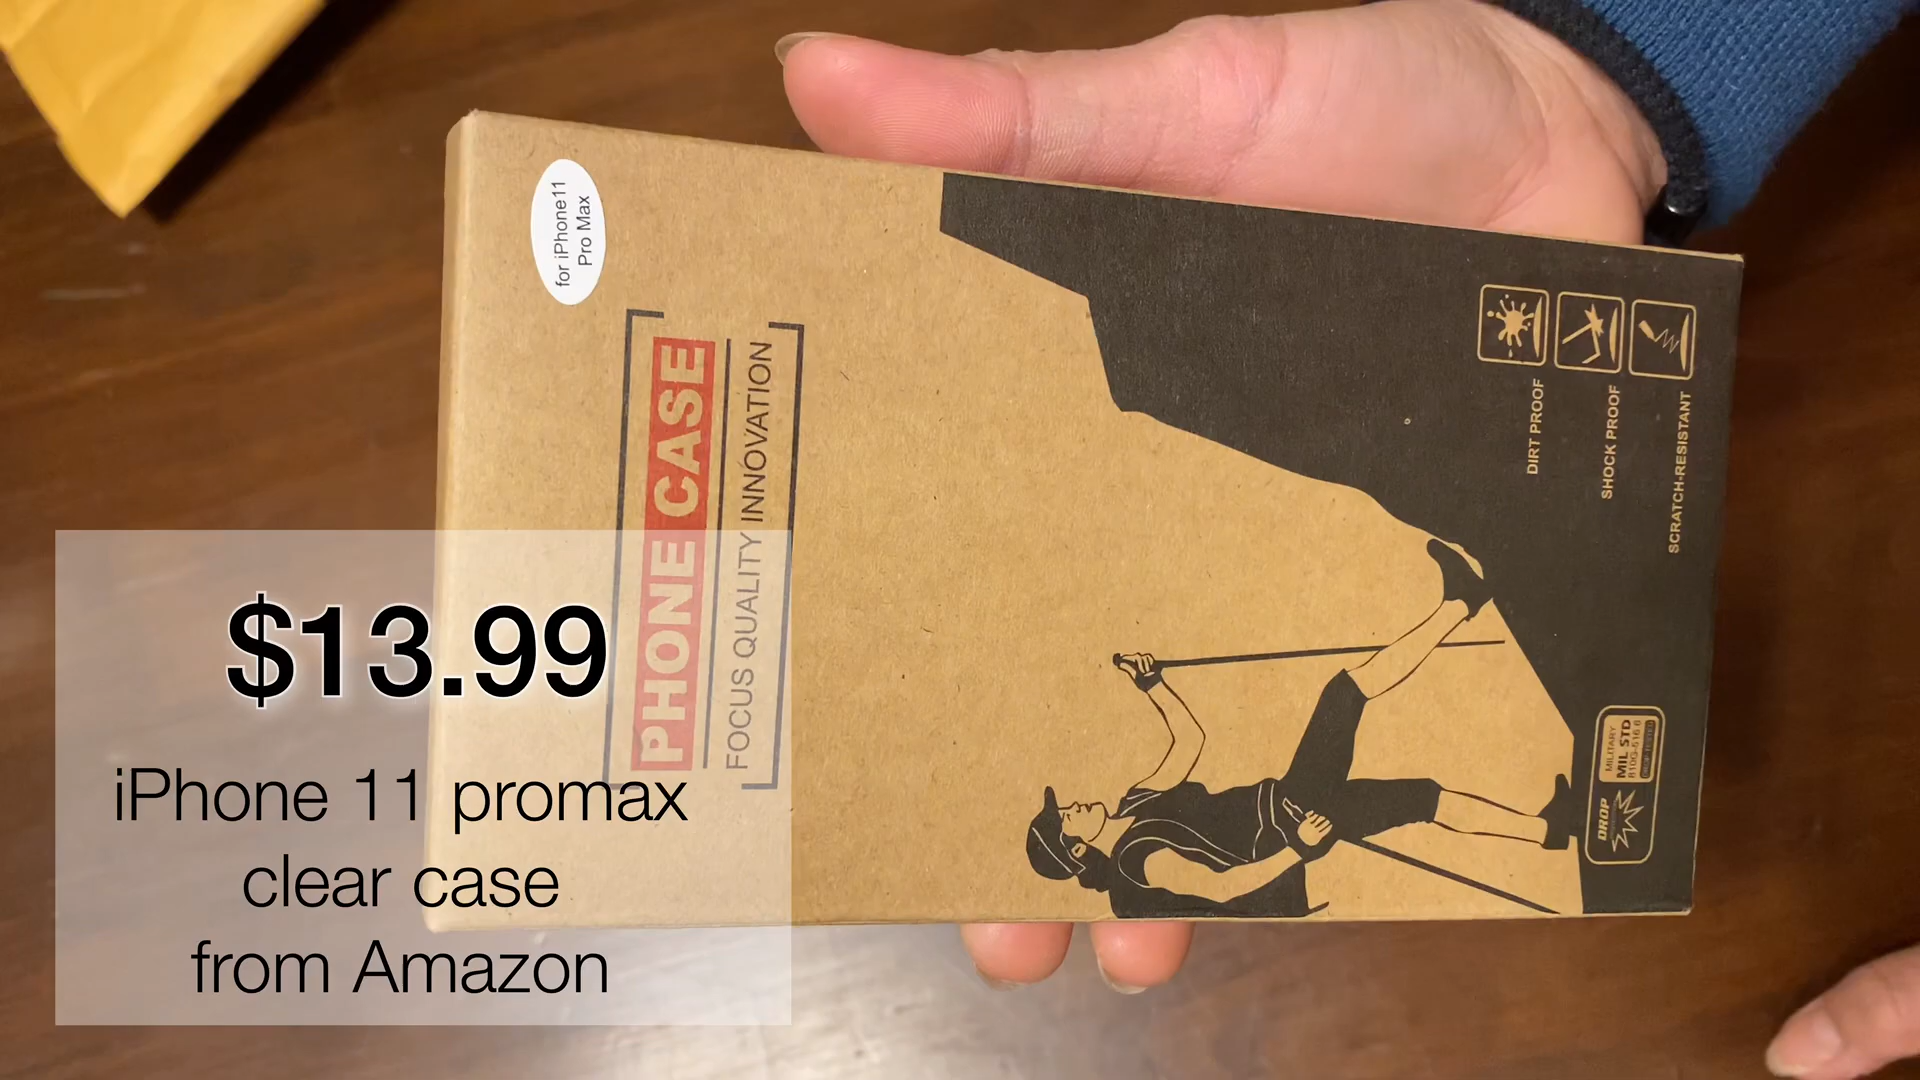 for iPhone11
Pro Max
PHONE CASE
FOCUS QUALITY INNOVATION
DIRT PROOF
SHOCK PROOF
SCRATCH-RESISTANT
DROP
MILITARY
MIL STD
$13.99
iPhone 11 promax
clear case
from Amazon